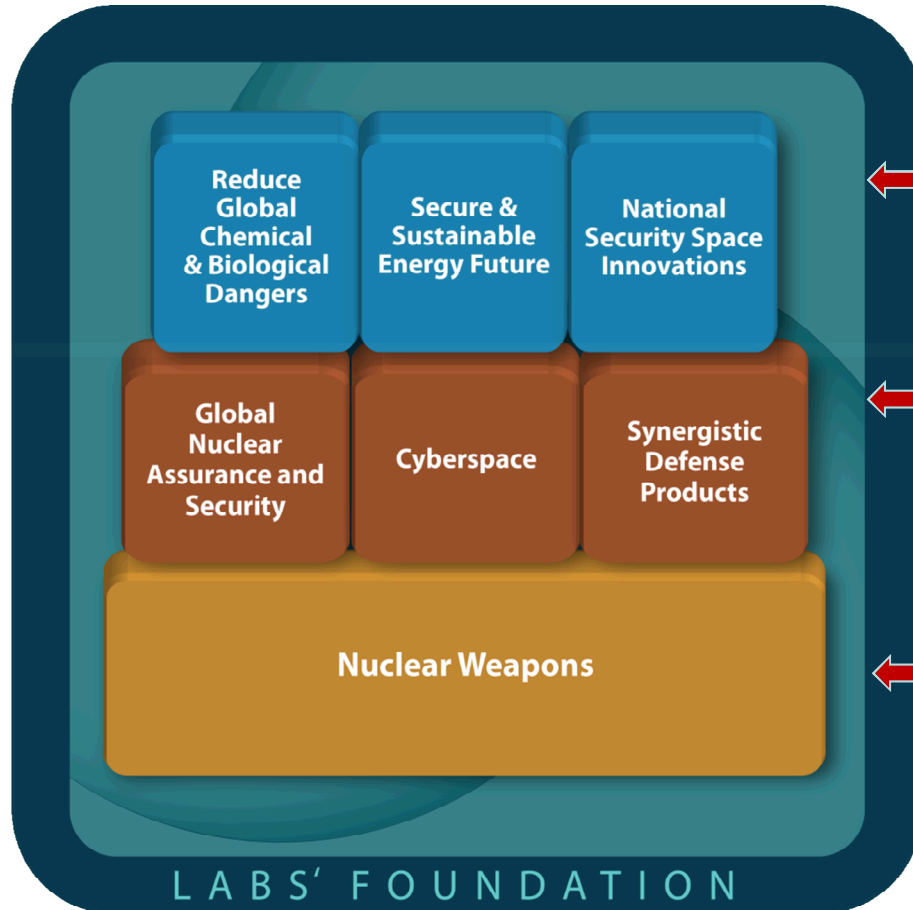 Reduce
Global
Chemical
& Biological
Dangers
Secure &
Sustainable
Energy Future
National
Security Space
Innovations
Global
Nuclear
Assurance and
Security
Cyberspace
Synergistic
Defense
Products
Nuclear Weapons
LABS‘ FOUNDATION